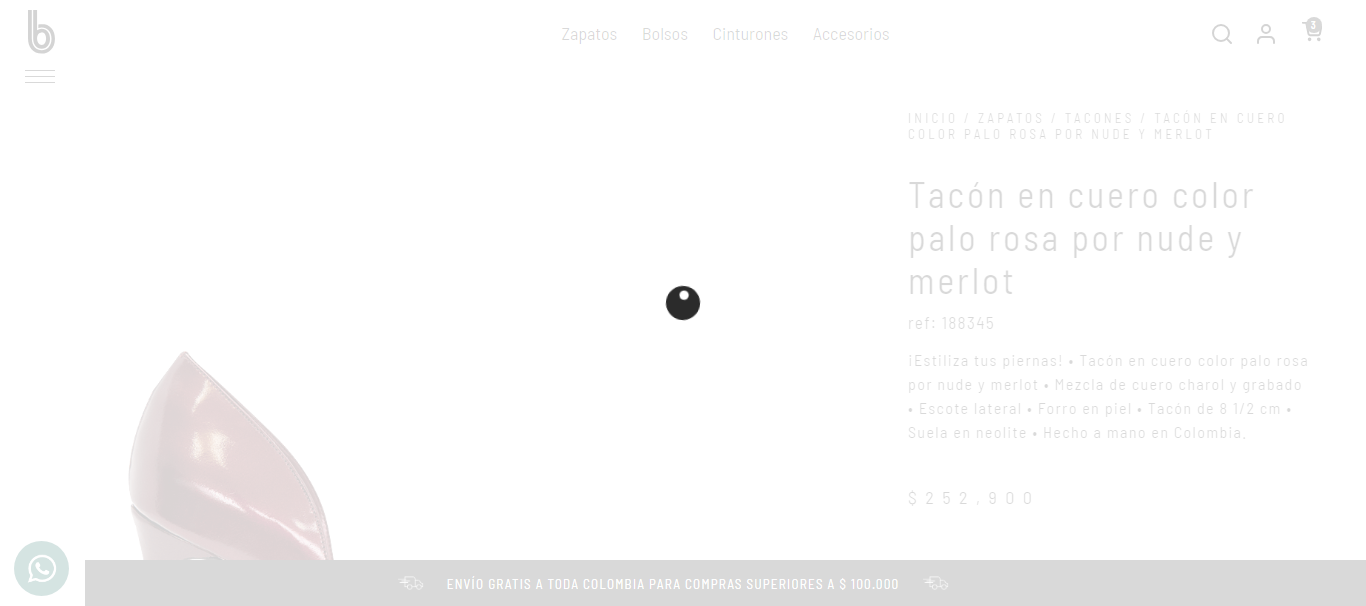 b
Zapatos Bolsos Cinturones Accesorios
3
INICIO / ZAPATOS / TACONES / TACÓN EN CUERO
COLOR PALO ROSA POR NUDE Y MERLOT
Tacón en cuero color
palo rosa por nude y
merlot
ref: 188345
¡Estiliza tus piernas! • Tacón en cuero color palo rosa
por nude y merlot • Mezcla de cuero charol y grabado
• Escote lateral • Forro en piel • Tacón de 8 1/2 cm •
Suela en neolite • Hecho a mano en Colombia.
$252,900
ENVÍO GRATIS A TODA COLOMBIA PARA COMPRAS SUPERIORES A $ 100.000